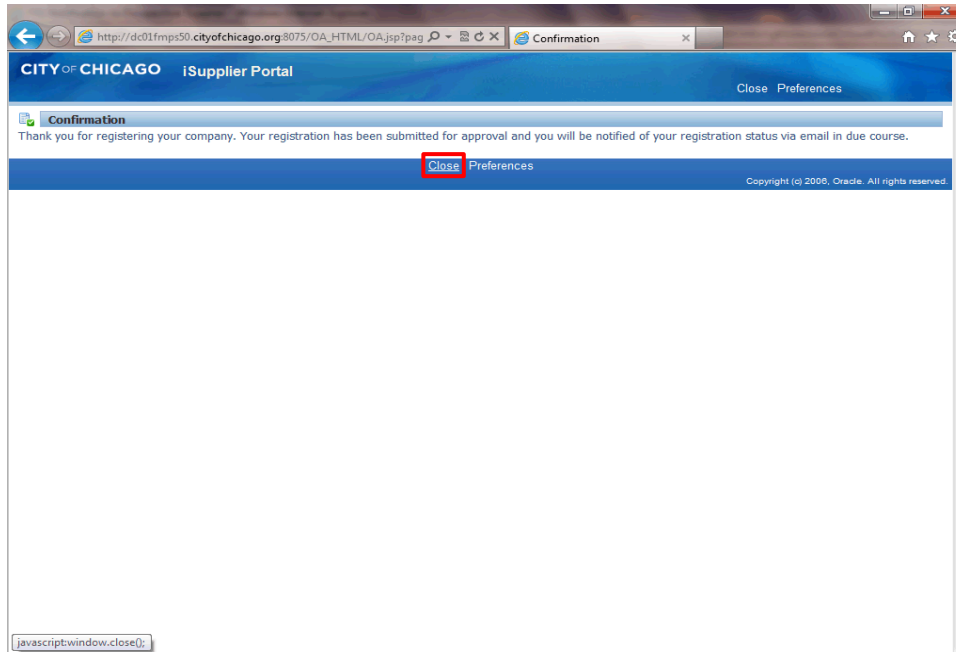 http://dc01fmps50.cityofchicago.org:8075/OA_HTML/OA.jsp?pag
Confirmation
CITY OF CHICAGO iSupplier Portal
Close Preferences
Confirmation
Thank you for registering your company. Your registration has been submitted for approval and you will be notified of your registration status via email in due course.
Close Preferences
Copyright (c) 2006, Oracle. All rights reserved.
javascript:window.close();